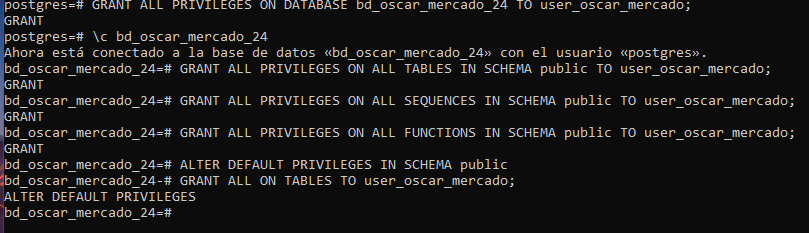 postgres=# GRANT ALL PRIVILEGES ON DATABASE bd_oscar_mercado_24 TO user_oscar_mercado;
GRANT
postgres=# \c bd_oscar_mercado_24
Ahora está conectado a la base de datos «bd_oscar_mercado_24» con el usuario «postgres».
bd_oscar_mercado_24=# GRANT ALL PRIVILEGES ON ALL TABLES IN SCHEMA public TO user_oscar_mercado;
GRANT
bd_oscar_mercado_24=# GRANT ALL PRIVILEGES ON ALL SEQUENCES IN SCHEMA public TO user_oscar_mercado;
GRANT
bd_oscar_mercado_24=# GRANT ALL PRIVILEGES ON ALL FUNCTIONS IN SCHEMA public TO user_oscar_mercado;
GRANT
bd_oscar_mercado_24=# ALTER DEFAULT PRIVILEGES IN SCHEMA public
bd_oscar_mercado_24-# GRANT ALL ON TABLES TO user_oscar_mercado;
ALTER DEFAULT PRIVILEGES
bd_oscar_mercado_24=#